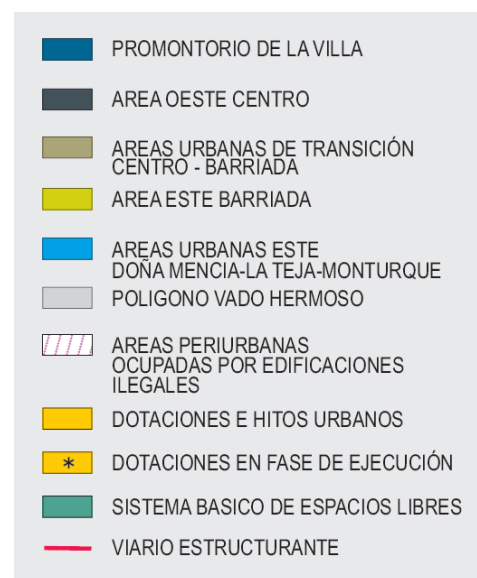 PROMONTORIO DE LA VILLA
AREA OESTE CENTRO
AREAS URBANAS DE TRANSICIÓN
CENTRO - BARRIADA
AREA ESTE BARRIADA
AREAS URBANAS ESTE
DOÑA MENCIA-LA TEJA-MONTURQUE
POLIGONO VADO HERMOSO
AREAS PERIURBANAS
OCUPADAS POR EDIFICACIONES
ILEGALES
DOTACIONES E HITOS URBANOS
* DOTACIONES EN FASE DE EJECUCIÓN
SISTEMA BASICO DE ESPACIOS LIBRES
VIARIO ESTRUCTURANTE